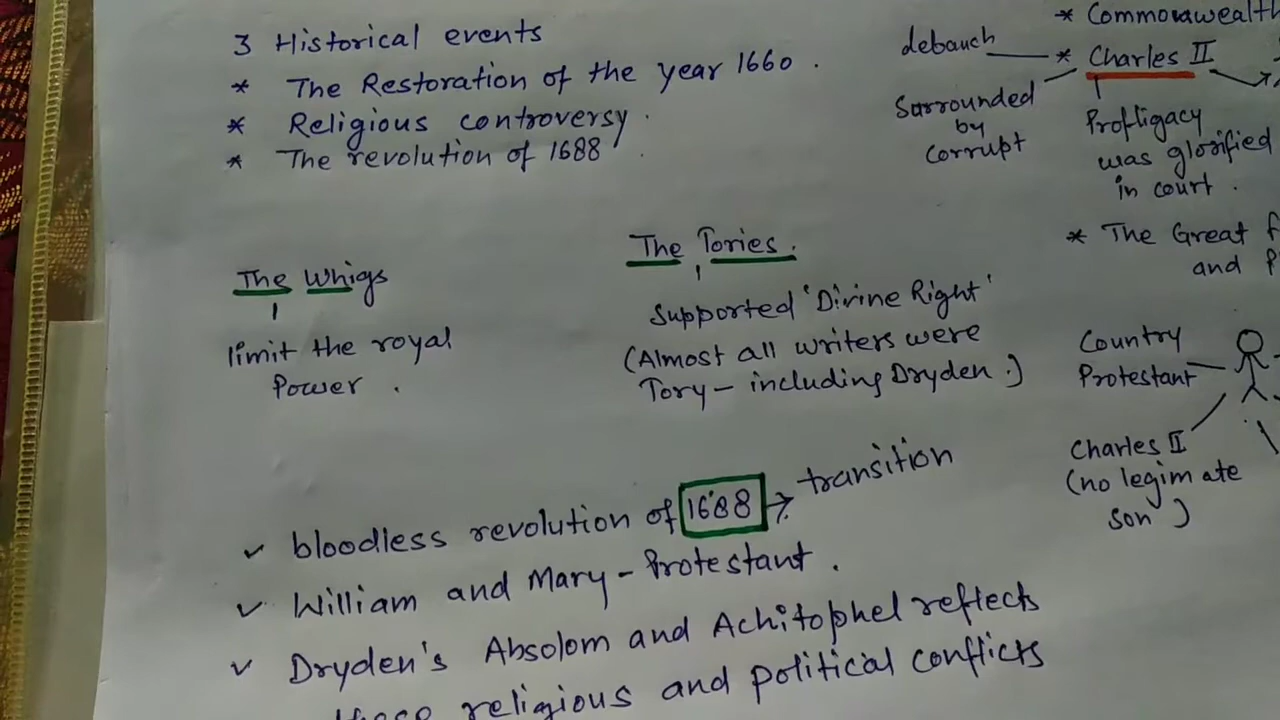 3 Historical events
* The Restoration of the year 1660 .
* Religious controversy .
* The revolution of 1688
The Whigs
limit the royal
Power .
The Tories .
Supported 'Divine Right'
(Almost all writers were
Tory - including Dryden .)
✓ bloodless revolution of 1688 → transition
✓ William and Mary - Protestant .
✓ Dryden's Absolom and Achitophel reflects
religious and political conflicts
* Commonwealth
debauch
* Charles II
Surrounded
by
Corrupt
Profligacy
was glorified
in court .
* The Great
and
Country
Protestant
Charles II
(no legimate
son )